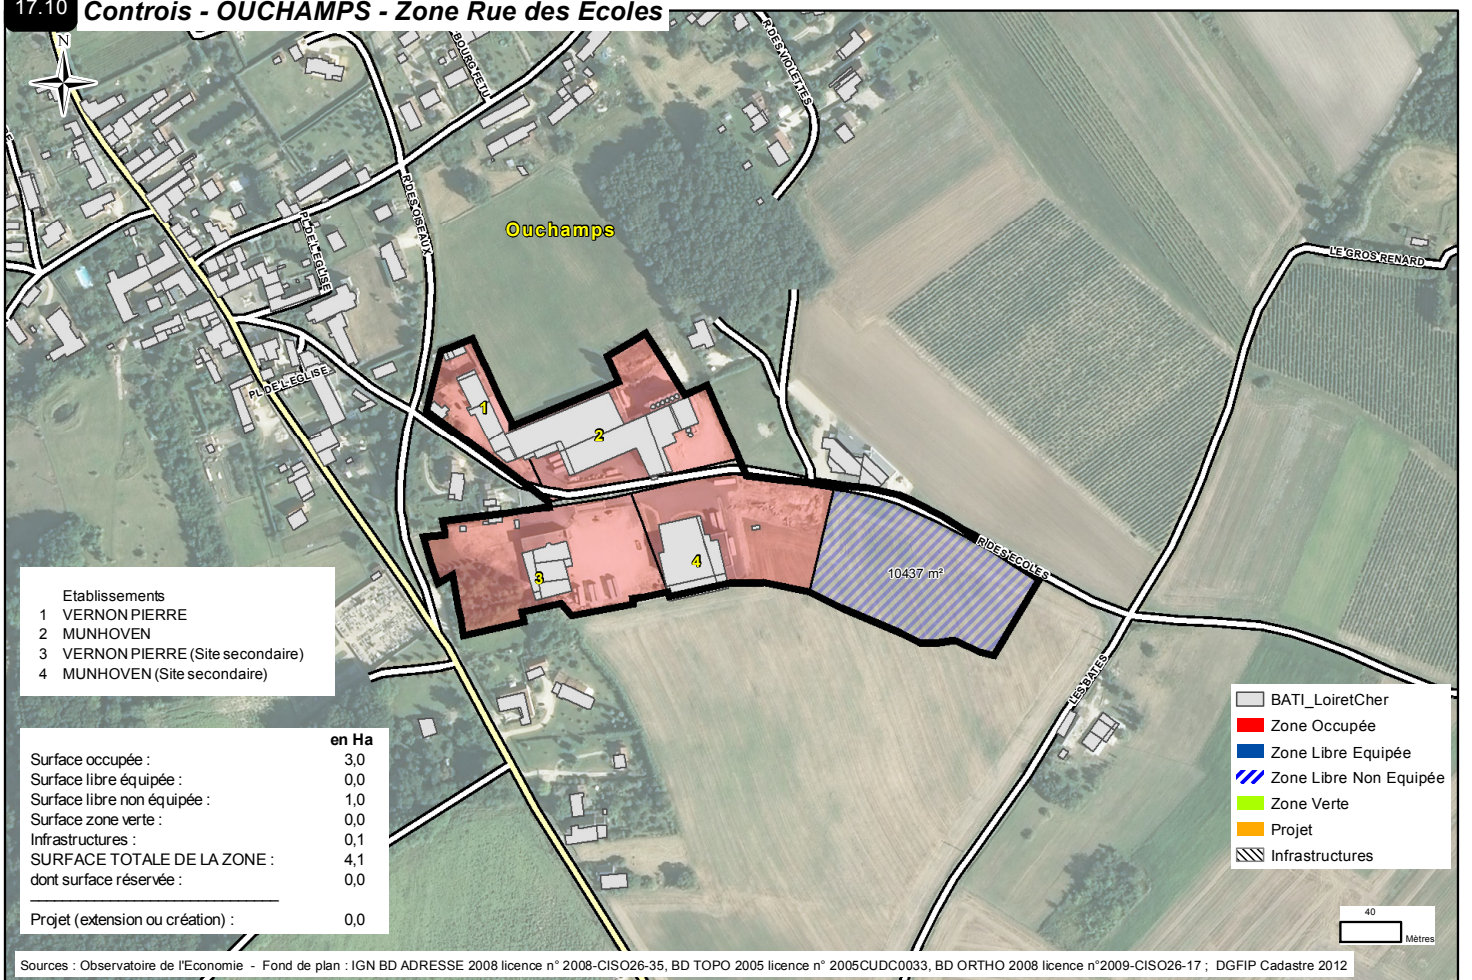 17.10 Controis - OUCHAMPS - Zone Rue des Ecoles
N
BOURG FETU
R DES VIOLETTES
R DES OISEAUX
PL DE L EGLISE
Ouchamps
LE GROS RENARD
PL DE L EGLISE
1
2
3
4
10437 m²
R DES ECOLES
LES BATES
Etablissements
1 VERNON PIERRE
2 MUNHOVEN
3 VERNON PIERRE (Site secondaire)
4 MUNHOVEN (Site secondaire)
en Ha
Surface occupée : 3,0
Surface libre équipée : 0,0
Surface libre non équipée : 1,0
Surface zone verte : 0,0
Infrastructures : 0,1
SURFACE TOTALE DE LA ZONE : 4,1
dont surface réservée : 0,0
Projet (extension ou création) : 0,0
BATI_LoiretCher
Zone Occupée
Zone Libre Equipée
Zone Libre Non Equipée
Zone Verte
Projet
Infrastructures
40
Mètres
Sources : Observatoire de l'Economie - Fond de plan : IGN BD ADRESSE 2008 licence n° 2008-CISO26-35, BD TOPO 2005 licence n° 2005CUDC0033, BD ORTHO 2008 licence n°2009-CISO26-17 ; DGFIP Cadastre 2012